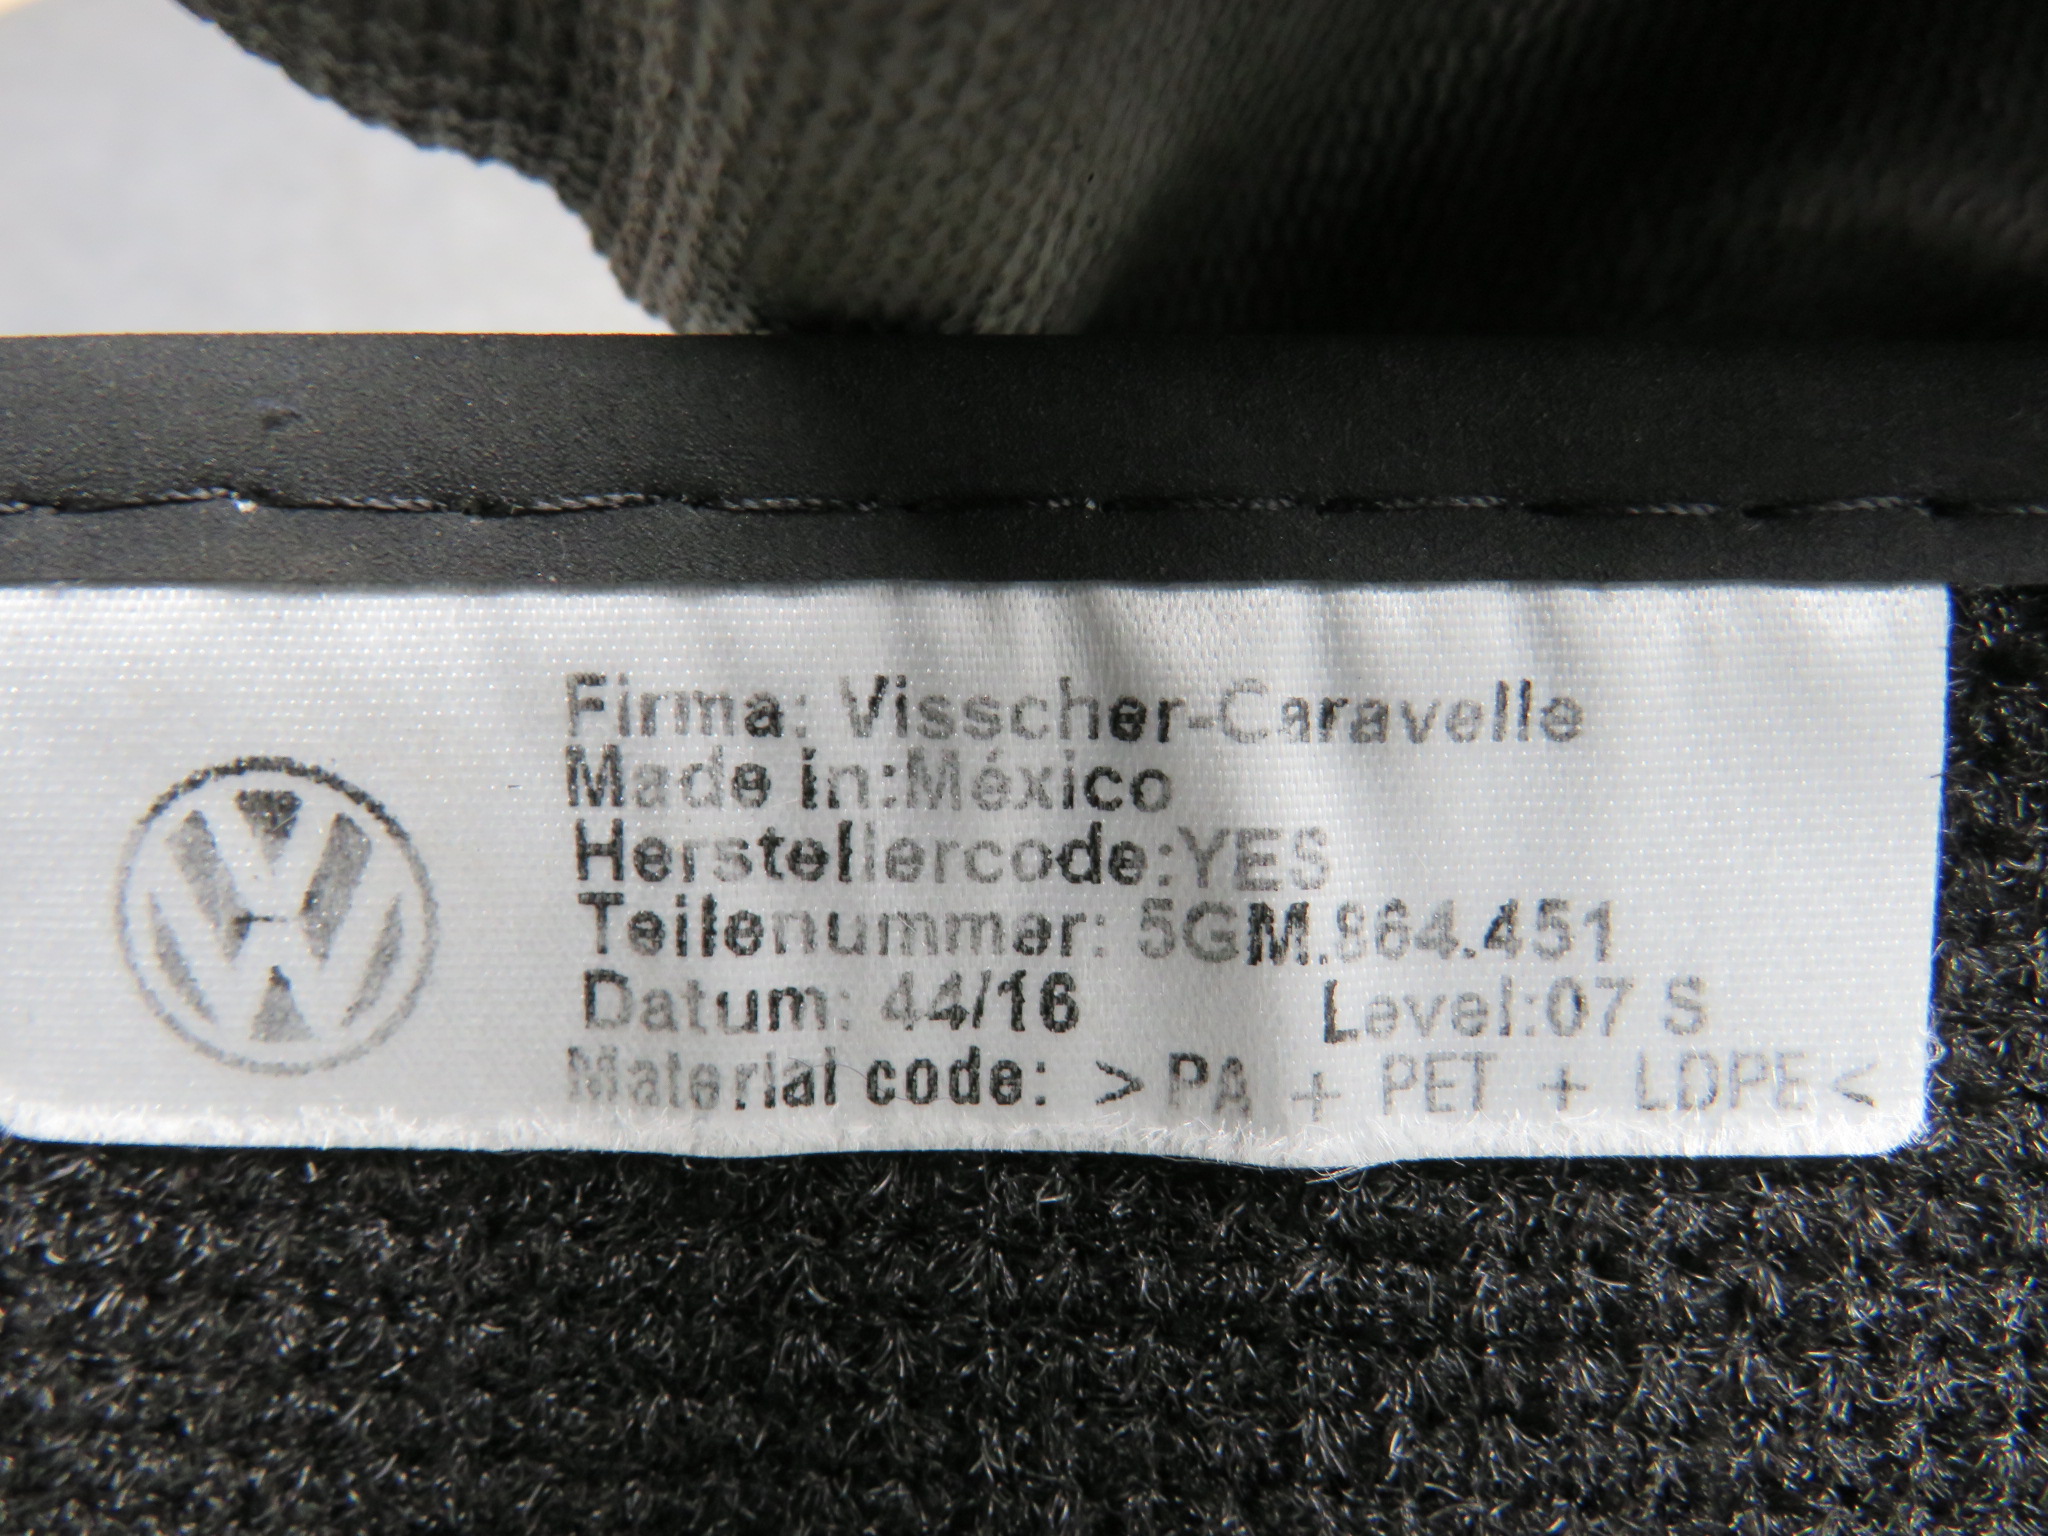 Firma: Visscher-Caravelle
Made in:México
Herstellercode:YES
Teilenummer: 5GM.864.451
Datum: 44/16 Level:07 S
Material code: > PA + PET + LDPE <